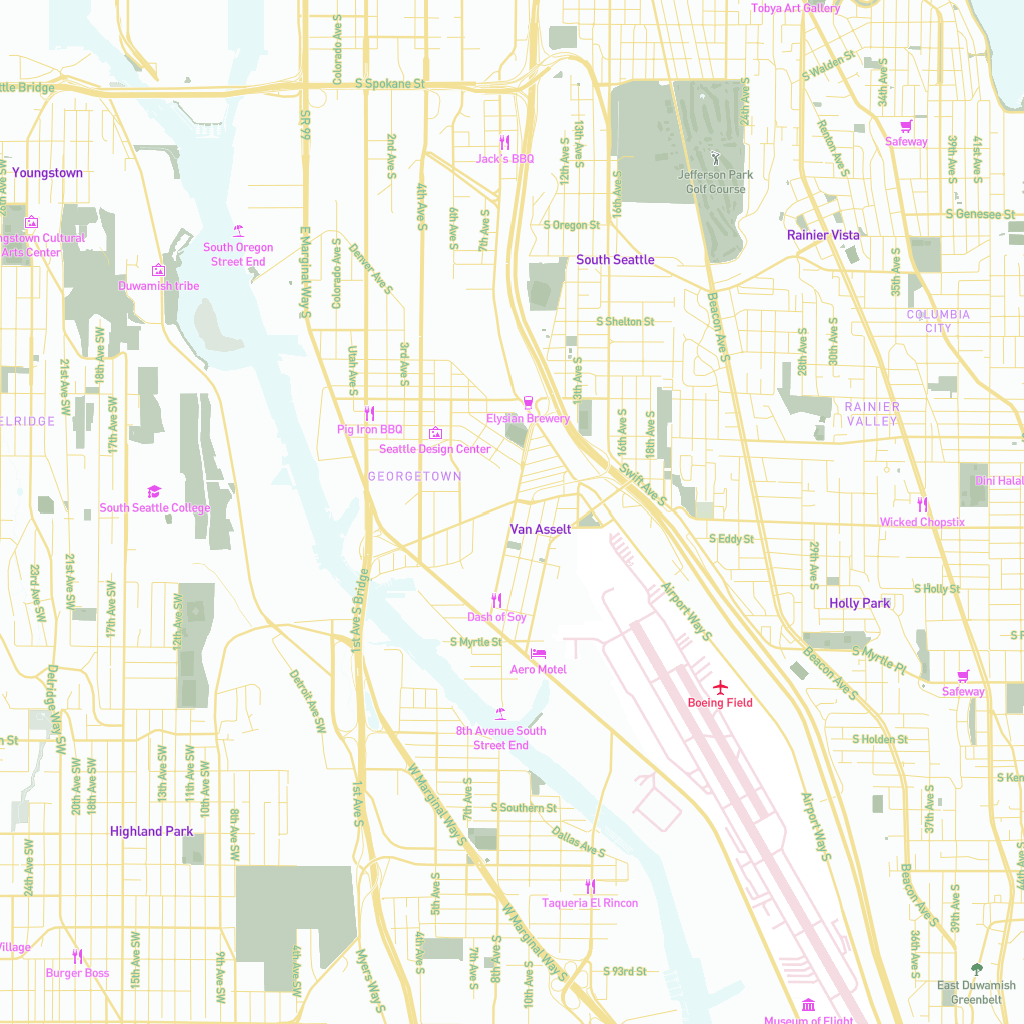 Tobya Art Gallery
S Walden St
34th Ave S
24th Ave S
Colorado Ave S
S Spokane St
SR 99
2nd Ave S
Jack's BBQ
13th Ave S
12th Ave S
Renton Ave S
Safeway
39th Ave S
41st Ave S
Youngstown
4th Ave S
6th Ave S
7th Ave S
16th Ave S
Jefferson Park
Golf Course
S Genesee St
Arts Center
South Oregon
Street End
E Marginal Way S
Colorado Ave S
Denver Ave S
S Oregon St
South Seattle
Rainier Vista
35th Ave S
Duwamish tribe
Beacon Ave S
COLUMBIA
CITY
S Shelton St
18th Ave SW
21st Ave SW
Utah Ave S
3rd Ave S
28th Ave S
30th Ave S
13th Ave S
17th Ave SW
Pig Iron BBQ
Elysian Brewery
16th Ave S
18th Ave S
RAINIER
VALLEY
Seattle Design Center
GEORGETOWN
Swift Ave S
Dini Halal
South Seattle College
Van Asselt
Wicked Chopstix
S Eddy St
29th Ave S
23rd Ave SW
21st Ave SW
17th Ave SW
12th Ave SW
1st Ave S Bridge
Dash of Soy
Airport Way S
Holly Park
S Holly St
S Myrtle St
Aero Motel
S Myrtle Pl
Beacon Ave S
Safeway
Delridge Way SW
Detroit Ave SW
Boeing Field
8th Avenue South
Street End
S Holden St
20th Ave SW
18th Ave SW
13th Ave SW
11th Ave SW
10th Ave SW
8th Ave SW
1st Ave S
W Marginal Way S
7th Ave S
S Southern St
Dallas Ave S
Airport Way S
37th Ave S
Highland Park
24th Ave SW
5th Ave S
Taqueria El Rincon
Beacon Ave S
39th Ave S
36th Ave S
W Marginal Way S
Burger Boss
15th Ave SW
9th Ave SW
4th Ave SW
Myers Way S
4th Ave S
7th Ave S
8th Ave S
10th Ave S
S 93rd St
East Duwamish
Greenbelt
Museum of Flight